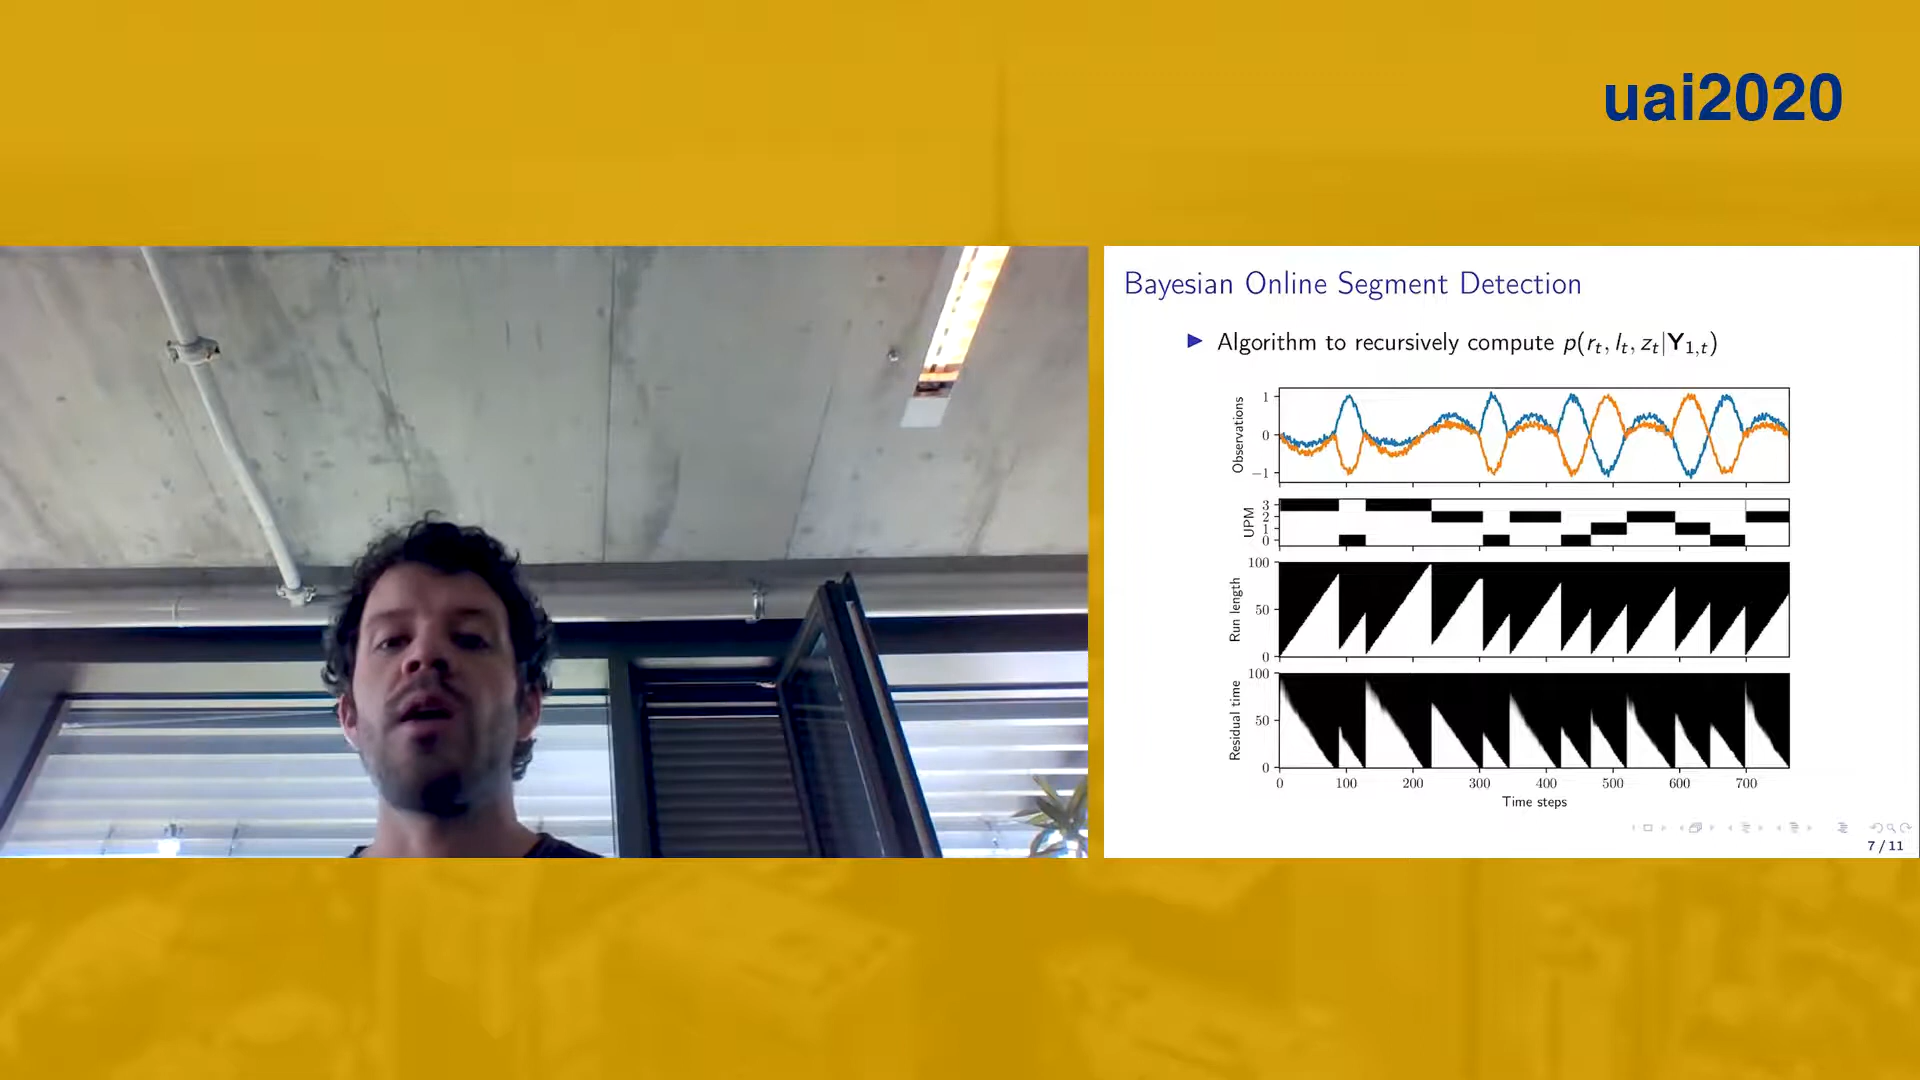 uai2020
Bayesian Online Segment Detection
Algorithm to recursively compute p(r_t, l_t, z_t|Y_{1,t})
Observations
1
0
−1
UPM
3
2
1
0
Run length
100
50
0
Residual time
100
50
0
0 100 200 300 400 500 600 700
Time steps
7 / 11